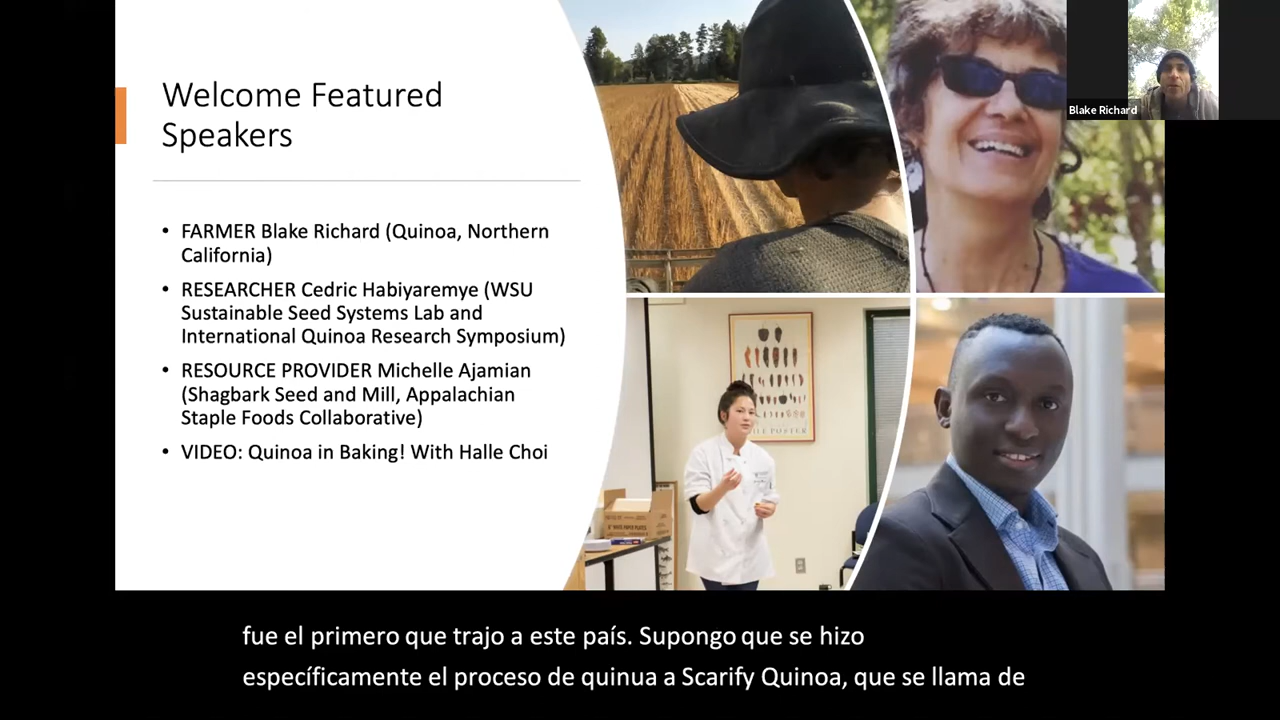 Welcome Featured
Speakers
• FARMER Blake Richard (Quinoa, Northern
California)
• RESEARCHER Cedric Habiyaremye (WSU
Sustainable Seed Systems Lab and
International Quinoa Research Symposium)
• RESOURCE PROVIDER Michelle Ajamian
(Shagbark Seed and Mill, Appalachian
Staple Foods Collaborative)
• VIDEO: Quinoa in Baking! With Halle Choi
Blake Richard
POSTER
fue el primero que trajo a este país. Supongo que se hizo
específicamente el proceso de quinua a Scarify Quinoa, que se llama de